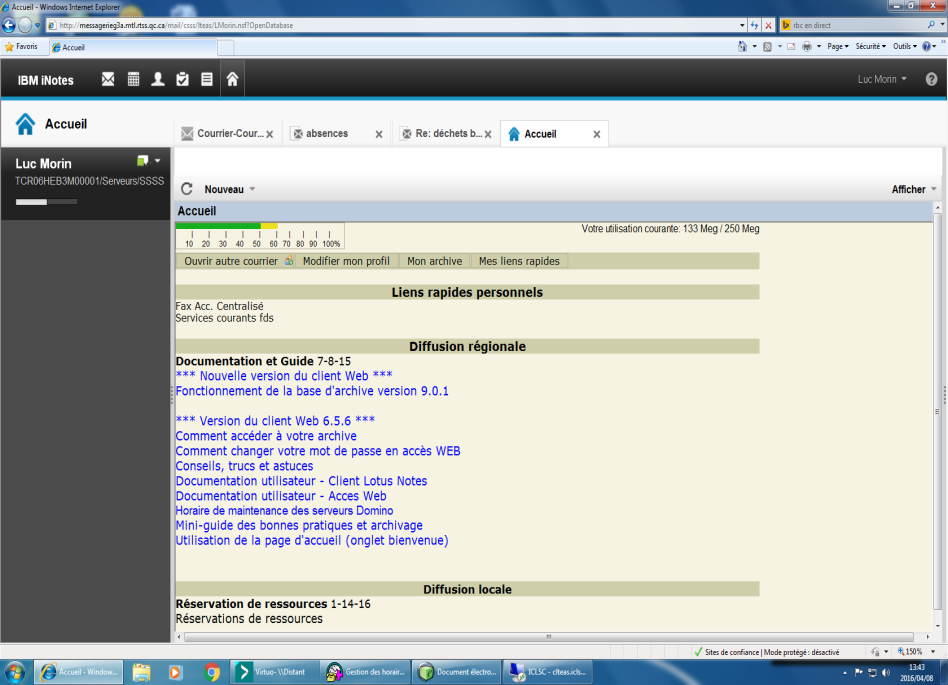 Accueil - Windows Internet Explorer
http://messagerieg3a.mtl.rtss.qc.ca/mail/csss/lteas/LMorin.nsf?OpenDatabase
rbc en direct
Favoris Accueil Page Sécurité Outils
IBM iNotes Luc Morin
Accueil
Courrier-Cour... absences Re: déchets b... Accueil
Luc Morin
TCR06HEB3M00001/Serveurs/SSSS
Nouveau Afficher
Accueil
Votre utilisation courante: 133 Meg / 250 Meg
10 20 30 40 50 60 70 80 90 100%
Ouvrir autre courrier Modifier mon profil Mon archive Mes liens rapides
Liens rapides personnels
Fax Acc. Centralisé
Services courants fds
Diffusion régionale
Documentation et Guide 7-8-15
*** Nouvelle version du client Web ***
Fonctionnement de la base d'archive version 9.0.1
*** Version du client Web 6.5.6 ***
Comment accéder à votre archive
Comment changer votre mot de passe en accès WEB
Conseils, trucs et astuces
Documentation utilisateur - Client Lotus Notes
Documentation utilisateur - Acces Web
Horaire de maintenance des serveurs Domino
Mini-guide des bonnes pratiques et archivage
Utilisation de la page d'accueil (onglet bienvenue)
Diffusion locale
Réservation de ressources 1-14-16
Réservations de ressources
Sites de confiance | Mode protégé : désactivé 150%
Accueil - Window... Virtuo- \\Distant Gestion des horair... Document électro... ICLSC - clteas.icls...
13:43
2016/04/08